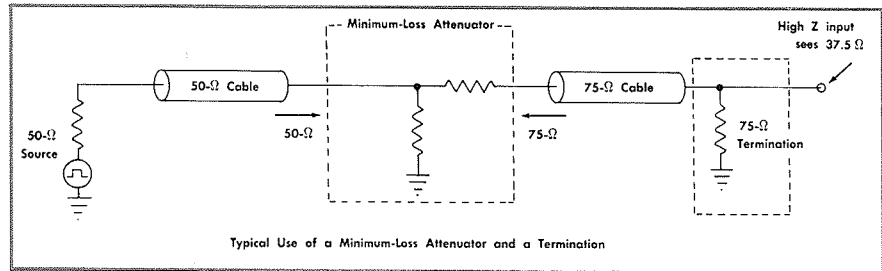 Minimum-Loss Attenuator
High Z input
sees 37.5 Ω
50-Ω Cable
75-Ω Cable
50-Ω
Source
50-Ω
75-Ω
75-Ω
Termination
Typical Use of a Minimum-Loss Attenuator and a Termination